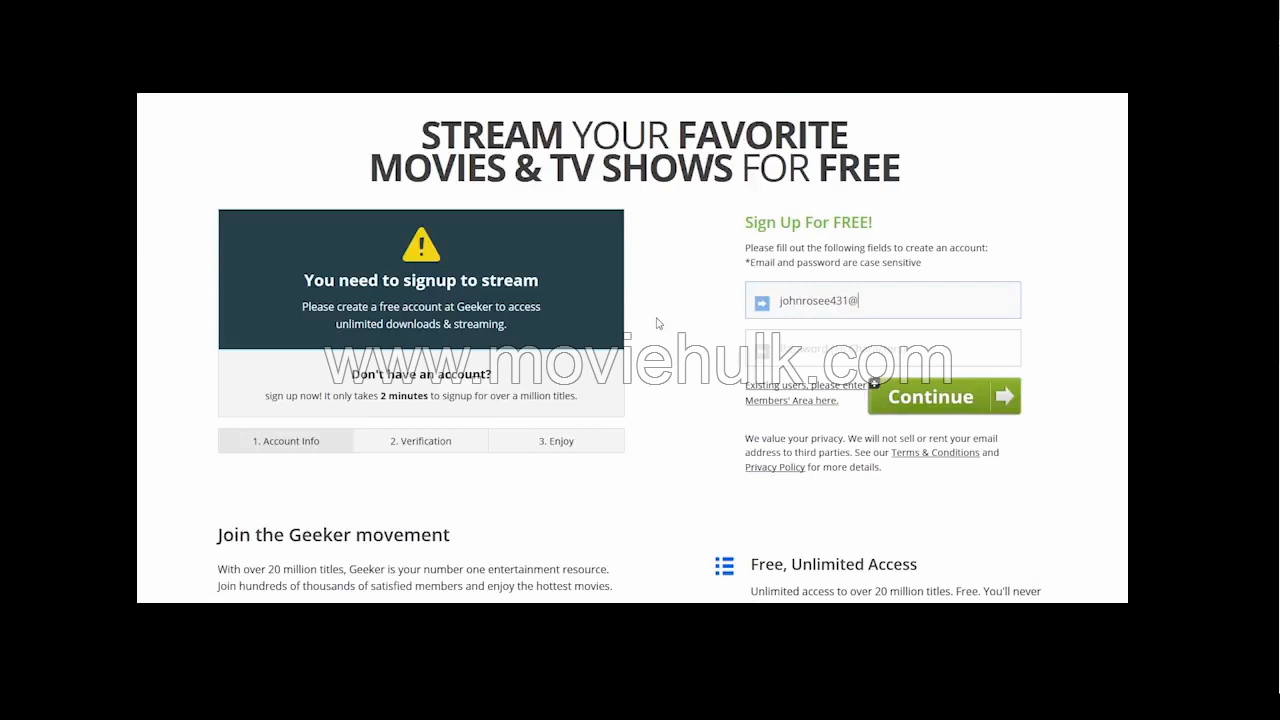 STREAM YOUR FAVORITE
MOVIES & TV SHOWS FOR FREE
You need to signup to stream
Please create a free account at Geeker to access
unlimited downloads & streaming.
Don't have an account?
sign up now! It only takes 2 minutes to signup for over a million titles.
1. Account Info
2. Verification
3. Enjoy
Sign Up For FREE!
Please fill out the following fields to create an account:
*Email and password are case sensitive
johnrosee431@
www.moviehulk.com
Existing users, please enter
Members' Area here.
Continue
We value your privacy. We will not sell or rent your email
address to third parties. See our Terms & Conditions and
Privacy Policy for more details.
Join the Geeker movement
With over 20 million titles, Geeker is your number one entertainment resource.
Join hundreds of thousands of satisfied members and enjoy the hottest movies.
Free, Unlimited Access
Unlimited access to over 20 million titles. Free. You'll never